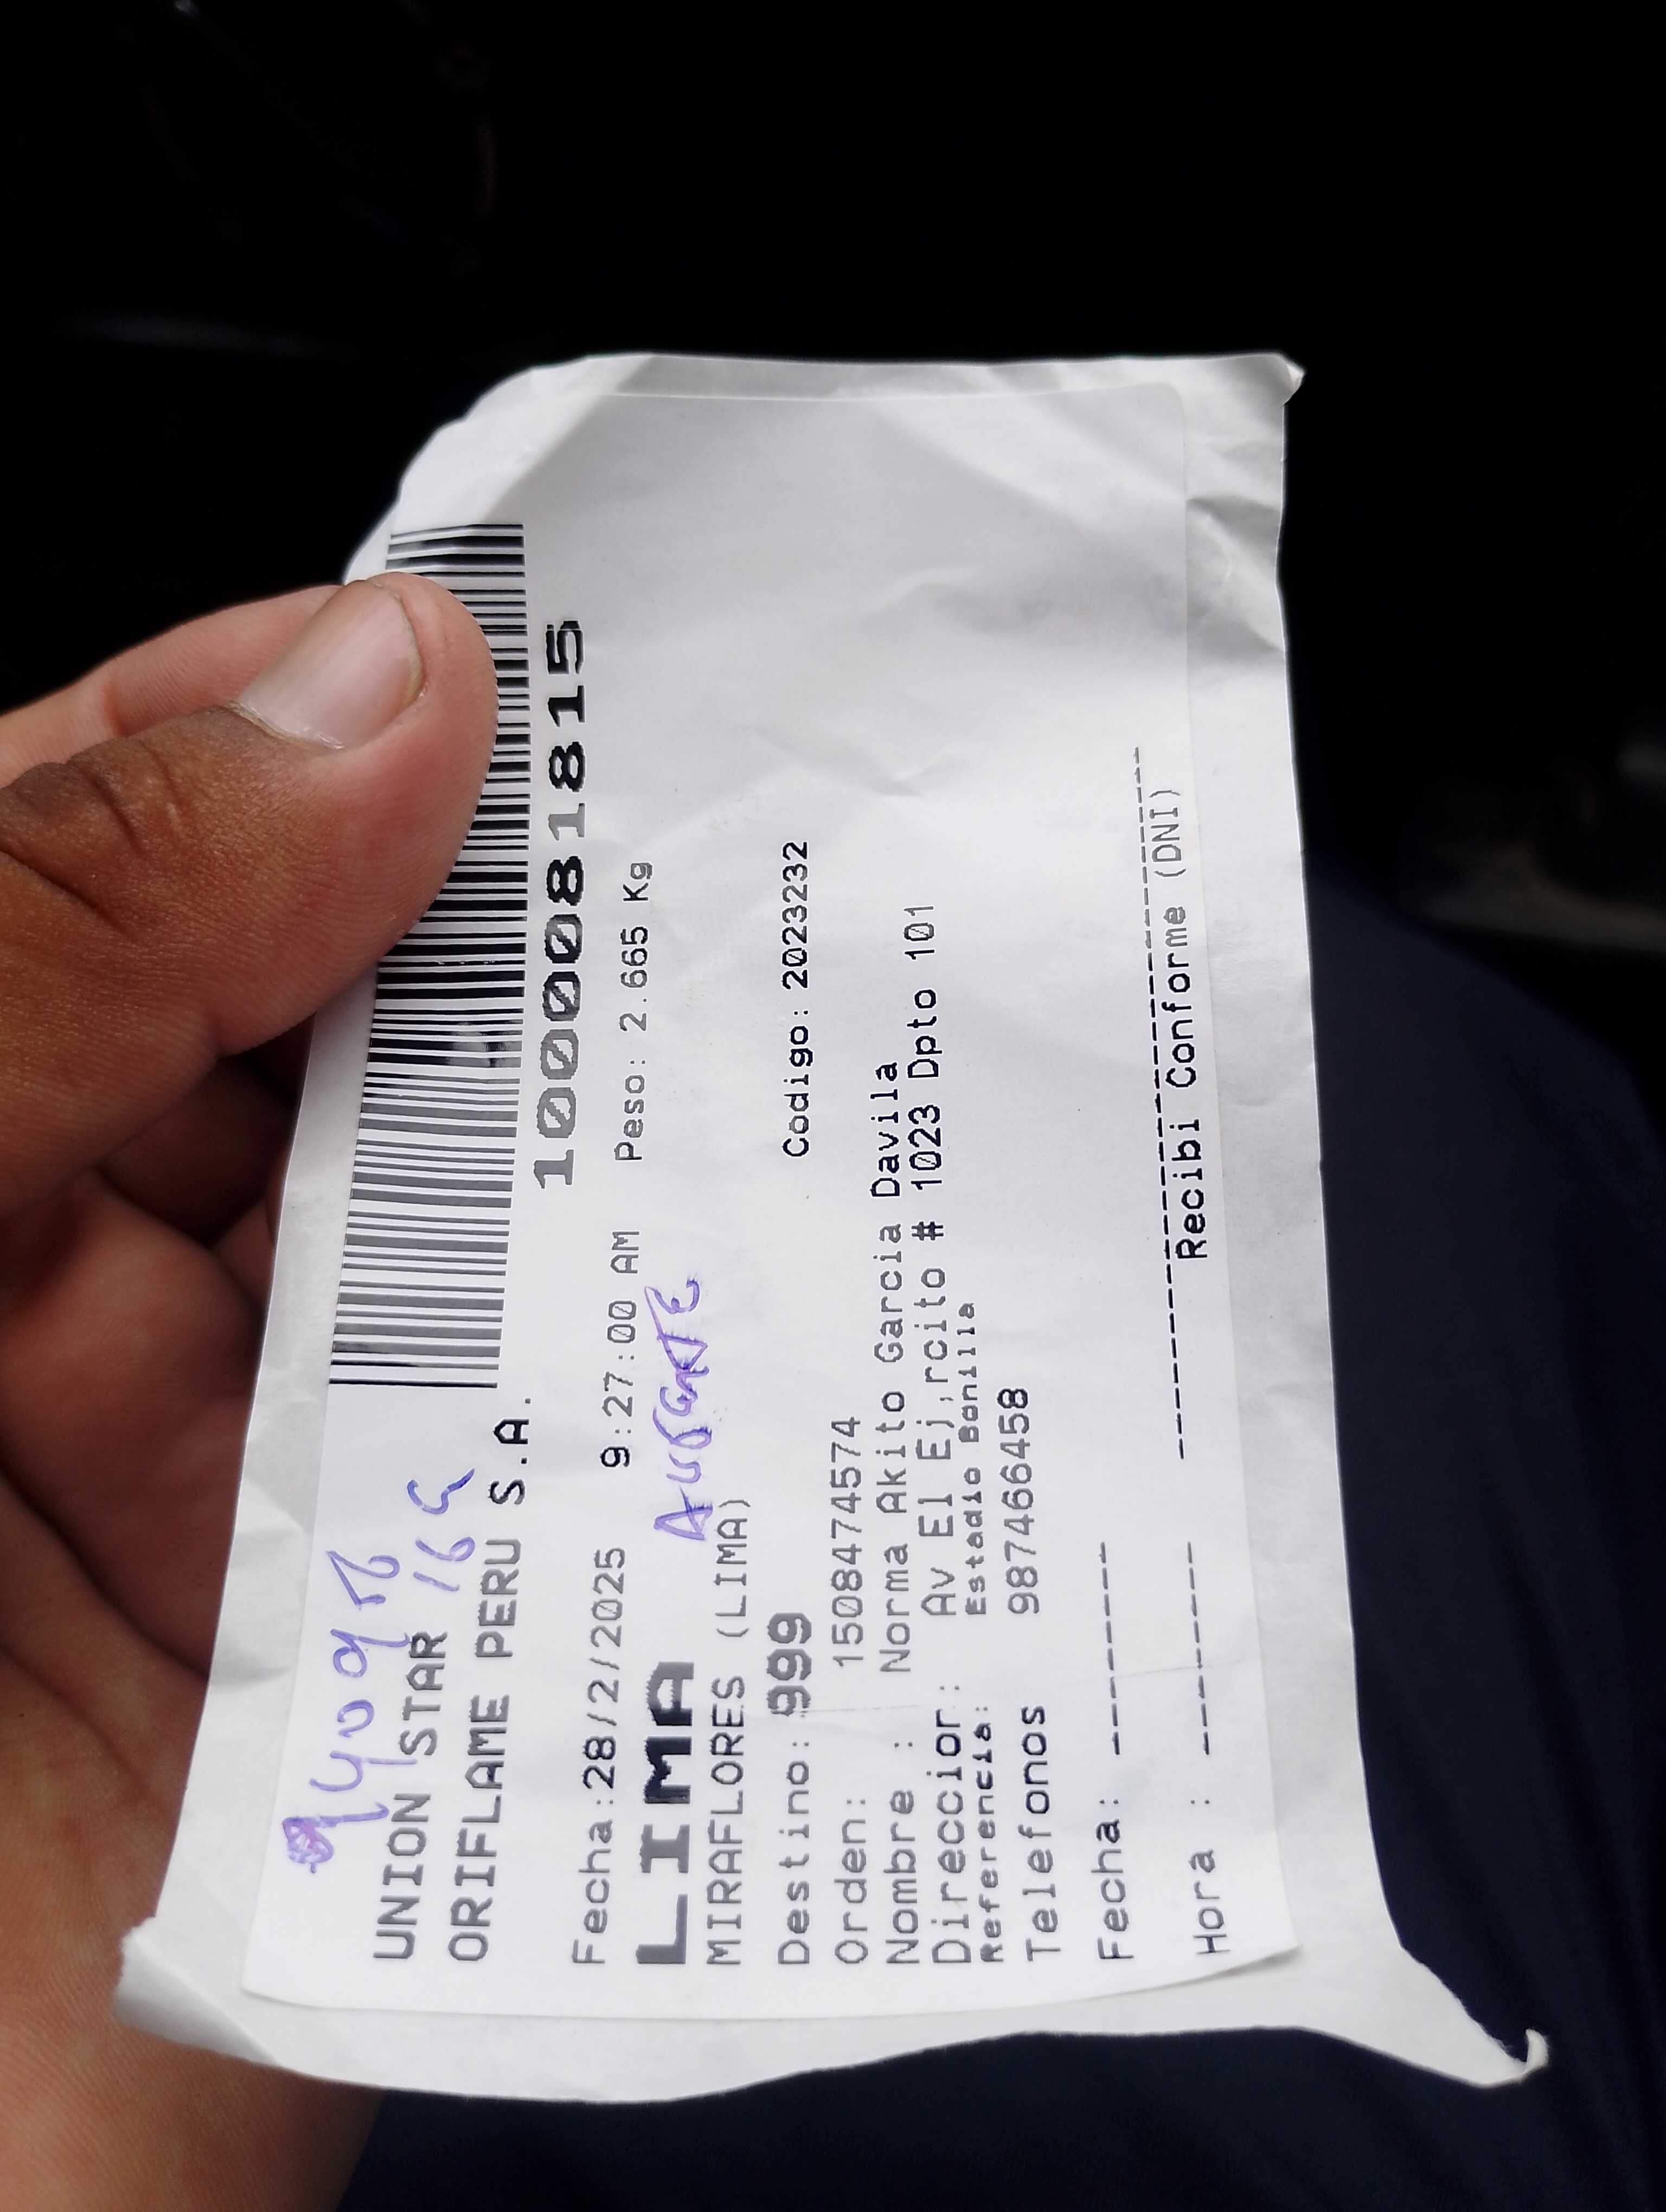 UNION STAR
ORIFLAME PERU S.A.
1000081815
Fecha:28/2/2025 9:27:00 AM Peso: 2.665 Kg
LIMA AUSENTE
MIRAFLORES (LIMA)
Destino: 999 Codigo: 2023232
Orden: 1508474574
Nombre : Norma Akito Garcia Davila
Direccior: Av El Ej;rcito # 1023 Dpto 101
Referencia: Estadio Bonilla
Telefonos 987466458
Fecha: --------
Hora : --------
Recibi Conforme (DNI)